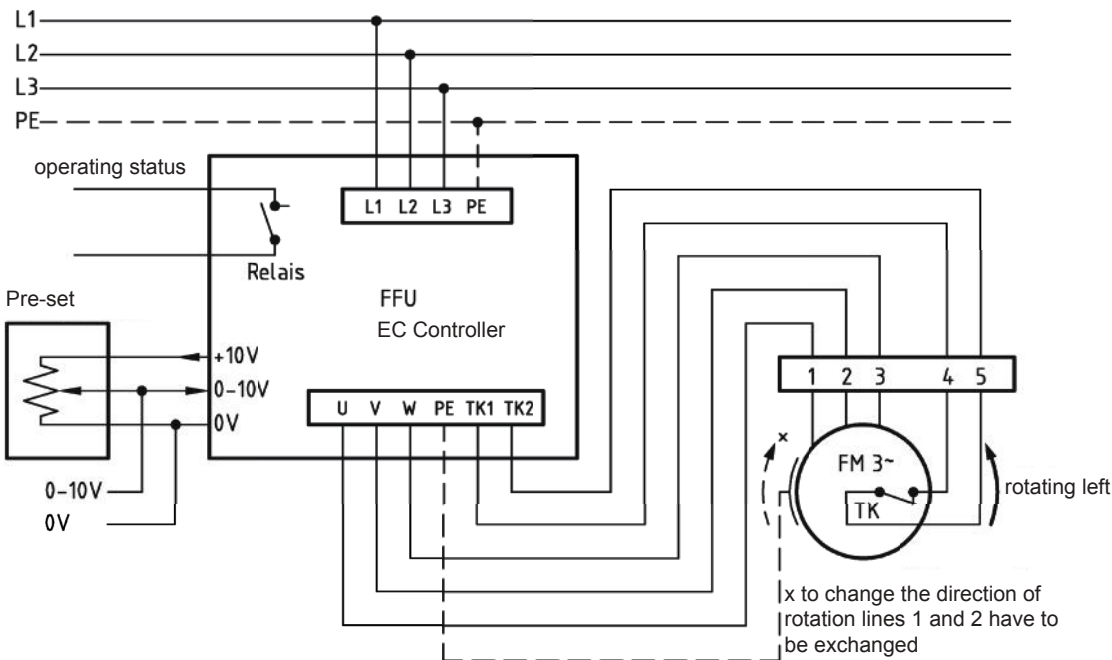 L1
L2
L3
PE
operating status
L1 L2 L3 PE
Relais
Pre-set
FFU
EC Controller
+10V
0-10V
0V
U V W PE TK1 TK2
1 2 3 4 5
x
FM 3~
TK
rotating left
0-10V
0V
x to change the direction of
rotation lines 1 and 2 have to
be exchanged